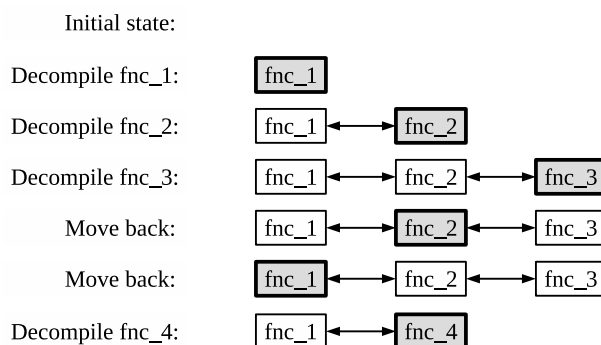 Initial state:
Decompile fnc_1: fnc_1
Decompile fnc_2: fnc_1 fnc_2
Decompile fnc_3: fnc_1 fnc_2 fnc_3
Move back: fnc_1 fnc_2 fnc_3
Move back: fnc_1 fnc_2 fnc_3
Decompile fnc_4: fnc_1 fnc_4